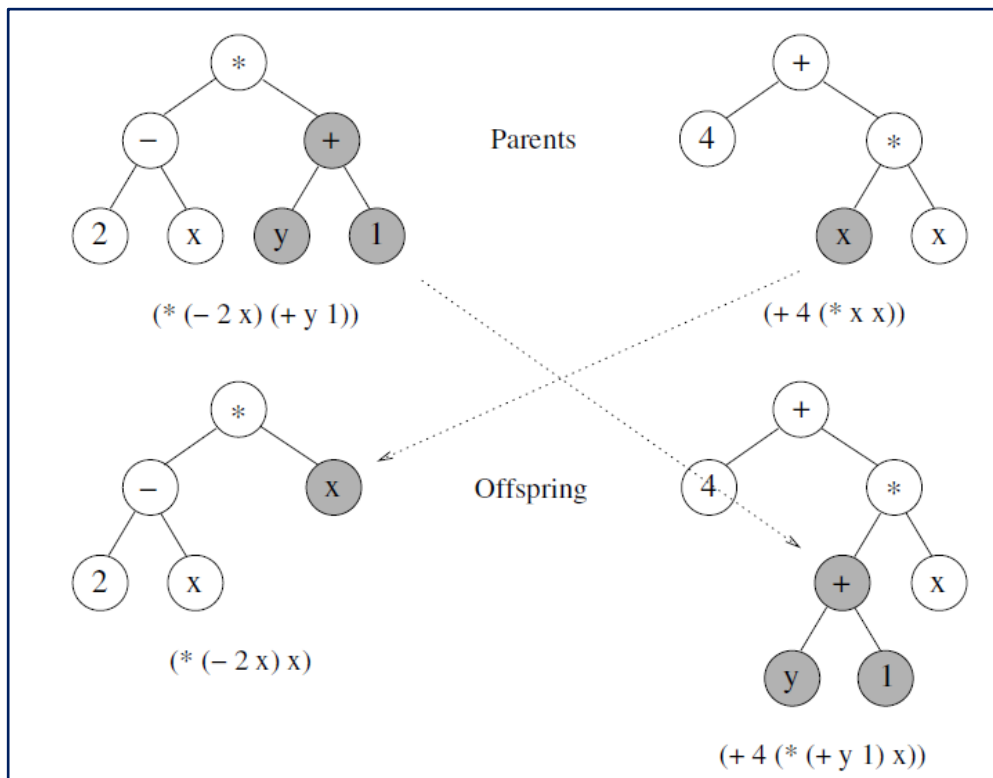 * +
- + Parents 4 *
2 x y 1 x x
(* (– 2 x) (+ y 1)) (+ 4 (* x x))
* +
– x Offspring 4 *
2 x + x
(* (– 2 x) x) y 1
(+ 4 (* (+ y 1) x))